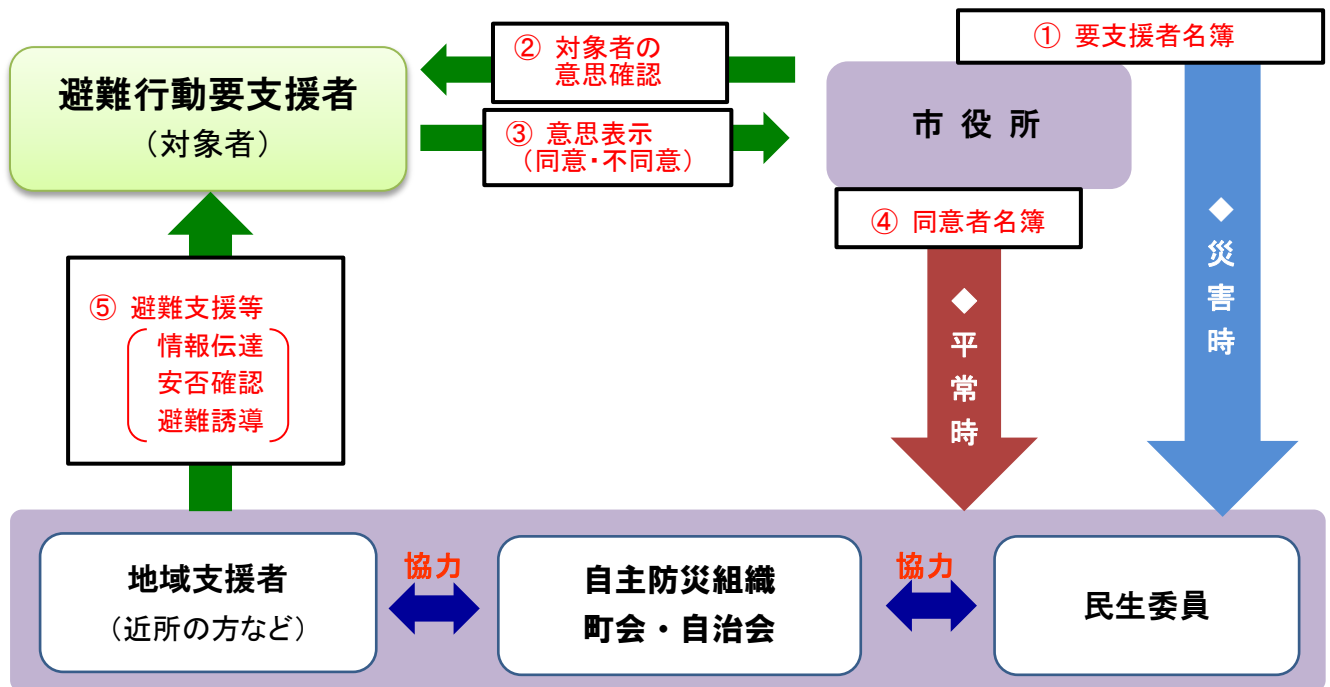 ① 要支援者名簿
② 対象者の
意思確認
避難行動要支援者
（対象者）
市 役 所
③ 意思表示
（同意・不同意）
④ 同意者名簿
◆災害時
◆平常時
⑤ 避難支援等
情報伝達
安否確認
避難誘導
地域支援者
（近所の方など）
協力
自主防災組織
町会・自治会
協力
民生委員